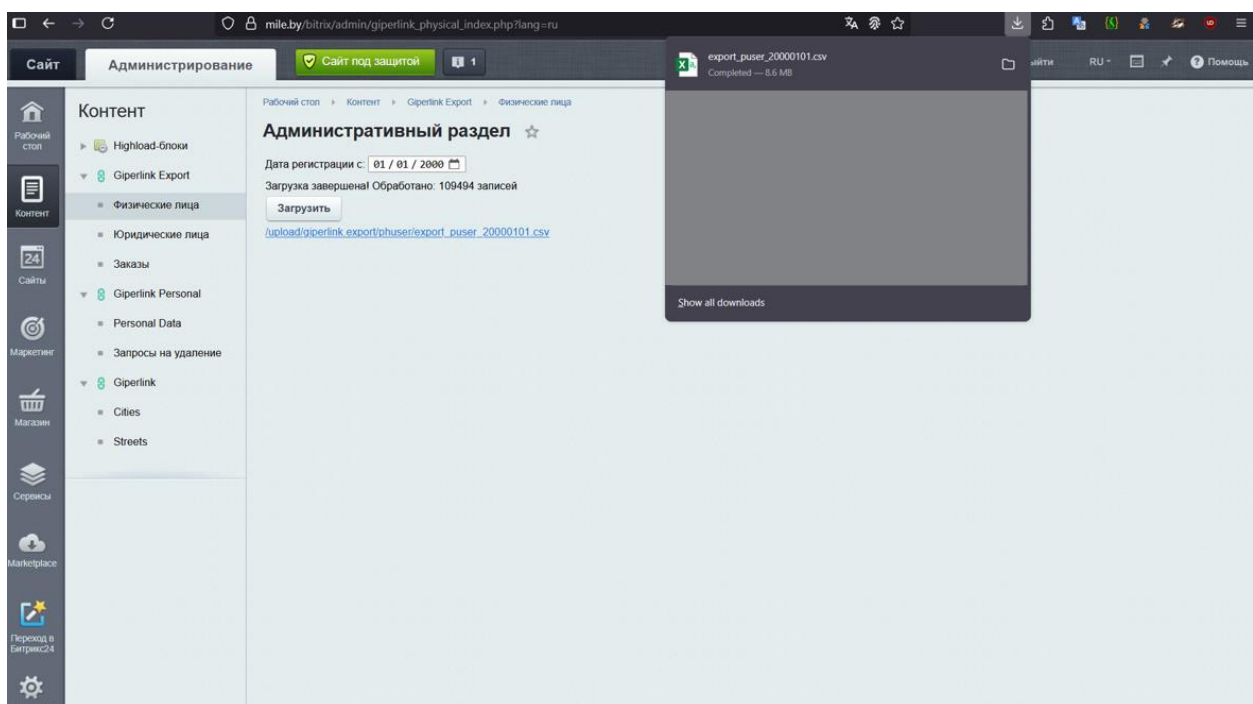 mile.by/bitrix/admin/giperlink_physical_index.php?lang=ru
export_puser_20000101.csv
Completed — 8.6 MB
Show all downloads
Сайт
Администрирование
Сайт под защитой
1
RU
Помощь
Рабочий стол
Контент
24
Сайты
Маркетинг
Магазин
Сервисы
Marketplace
Переход в
Битрикс24
Контент
Highload-блоки
Giperlink Export
Физические лица
Юридические лица
Заказы
Giperlink Personal
Personal Data
Запросы на удаление
Giperlink
Cities
Streets
Рабочий стол Контент Giperlink Export Физические лица
Административный раздел
Дата регистрации с: 01 / 01 / 2000
Загрузка завершена! Обработано: 109494 записей
Загрузить
/upload/giperlink.export/phuser/export_puser_20000101.csv